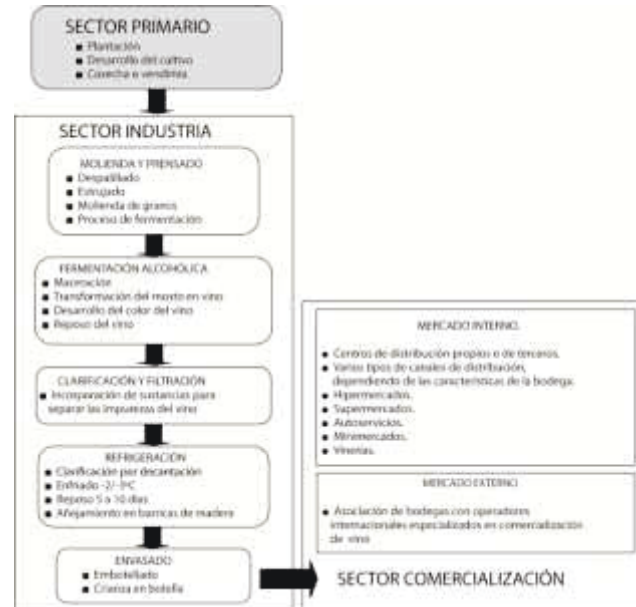 SECTOR PRIMARIO
■ Plantación
■ Desarrollo del cultivo
■ Cosecha o vendimia
SECTOR INDUSTRIA
MOLIENDA Y PRENSADO
■ Despalillado
■ Estrujado
■ Molienda de granos
■ Proceso de fermentación
FERMENTACIÓN ALCOHÓLICA
■ Maceración
■ Transformación del mosto en vino
■ Desarrollo del color del vino
■ Reposo del vino
CLARIFICACIÓN Y FILTRACIÓN
■ Incorporación de sustancias para
separar las impurezas del vino
REFRIGERACIÓN
■ Clarificación por decantación
■ Enfriado -2/-3ºC
■ Reposo 5 a 10 días
■ Añejamiento en barricas de madera
ENVASADO
■ Embotellado
■ Crianza en botella
MERCADO INTERNO.
● Centros de distribución propios o de terceros.
● Varios tipos de canales de distribución,
dependiendo de las características de la bodega.
● Hipermercados.
● Supermercados.
● Autoservicios.
● Minimercados.
● Vinerías.
MERCADO EXTERNO
● Asociación de bodegas con operadores
internacionales especializados en comercialización
de vino
SECTOR COMERCIALIZACIÓN